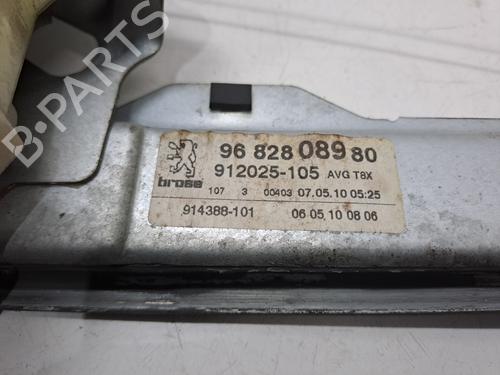 B-PARTS
96 828 089 80
brose
912025-105 AVG T8X
107 3 00403 07.05.10 05:25
914388-101 06 05.10 08 06